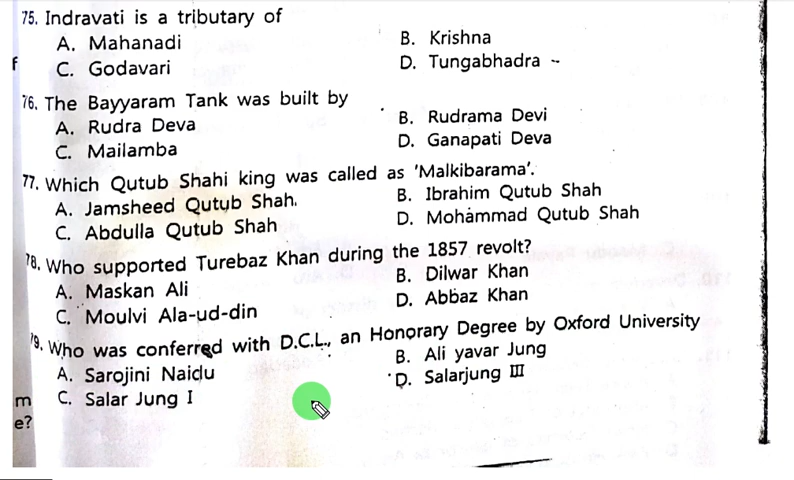 75. Indravati is a tributary of
A. Mahanadi B. Krishna
f C. Godavari D. Tungabhadra
76. The Bayyaram Tank was built by
A. Rudra Deva B. Rudrama Devi
C. Mailamba D. Ganapati Deva
77. Which Qutub Shahi king was called as 'Malkibarama'.
A. Jamsheed Qutub Shah. B. Ibrahim Qutub Shah
C. Abdulla Qutub Shah D. Mohammad Qutub Shah
78. Who supported Turebaz Khan during the 1857 revolt?
A. Maskan Ali B. Dilwar Khan
C. Moulvi Ala-ud-din D. Abbaz Khan
79. Who was conferred with D.C.L., an Honorary Degree by Oxford University
A. Sarojini Naidu B. Ali yavar Jung
m C. Salar Jung I D. Salarjung III
e?